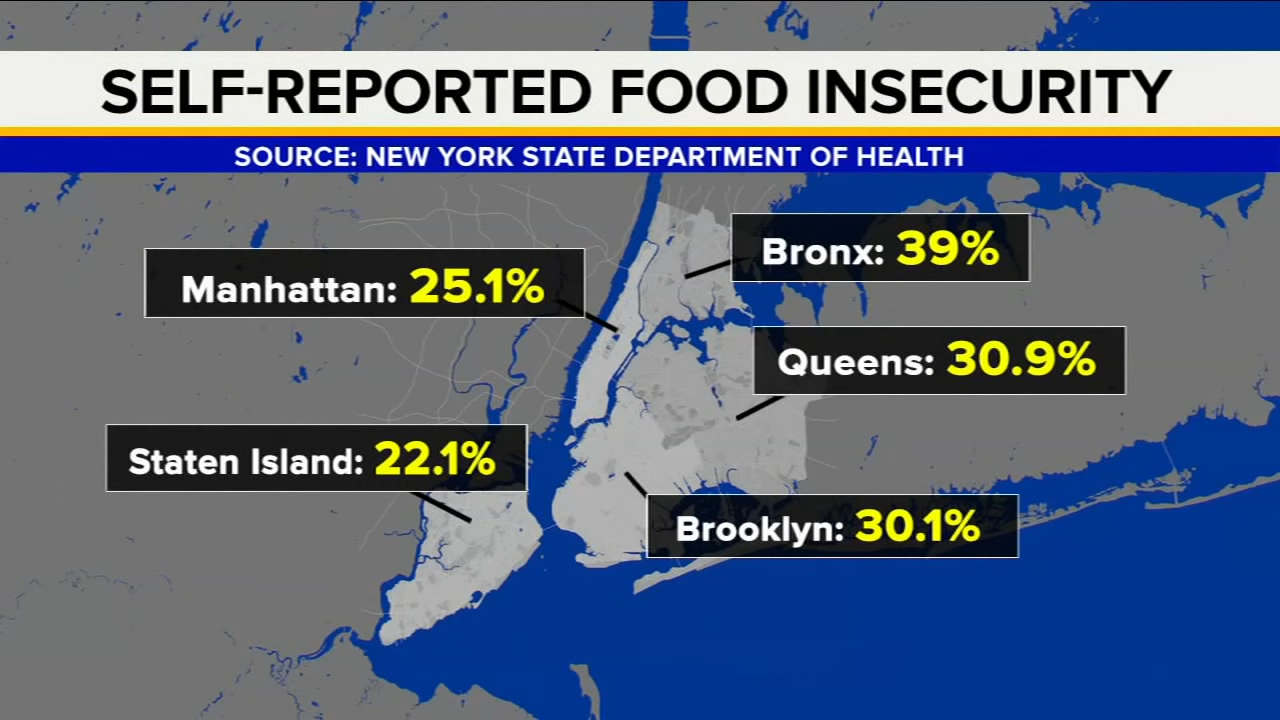 SELF-REPORTED FOOD INSECURITY
SOURCE: NEW YORK STATE DEPARTMENT OF HEALTH
Bronx: 39%
Manhattan: 25.1%
Queens: 30.9%
Staten Island: 22.1%
Brooklyn: 30.1%